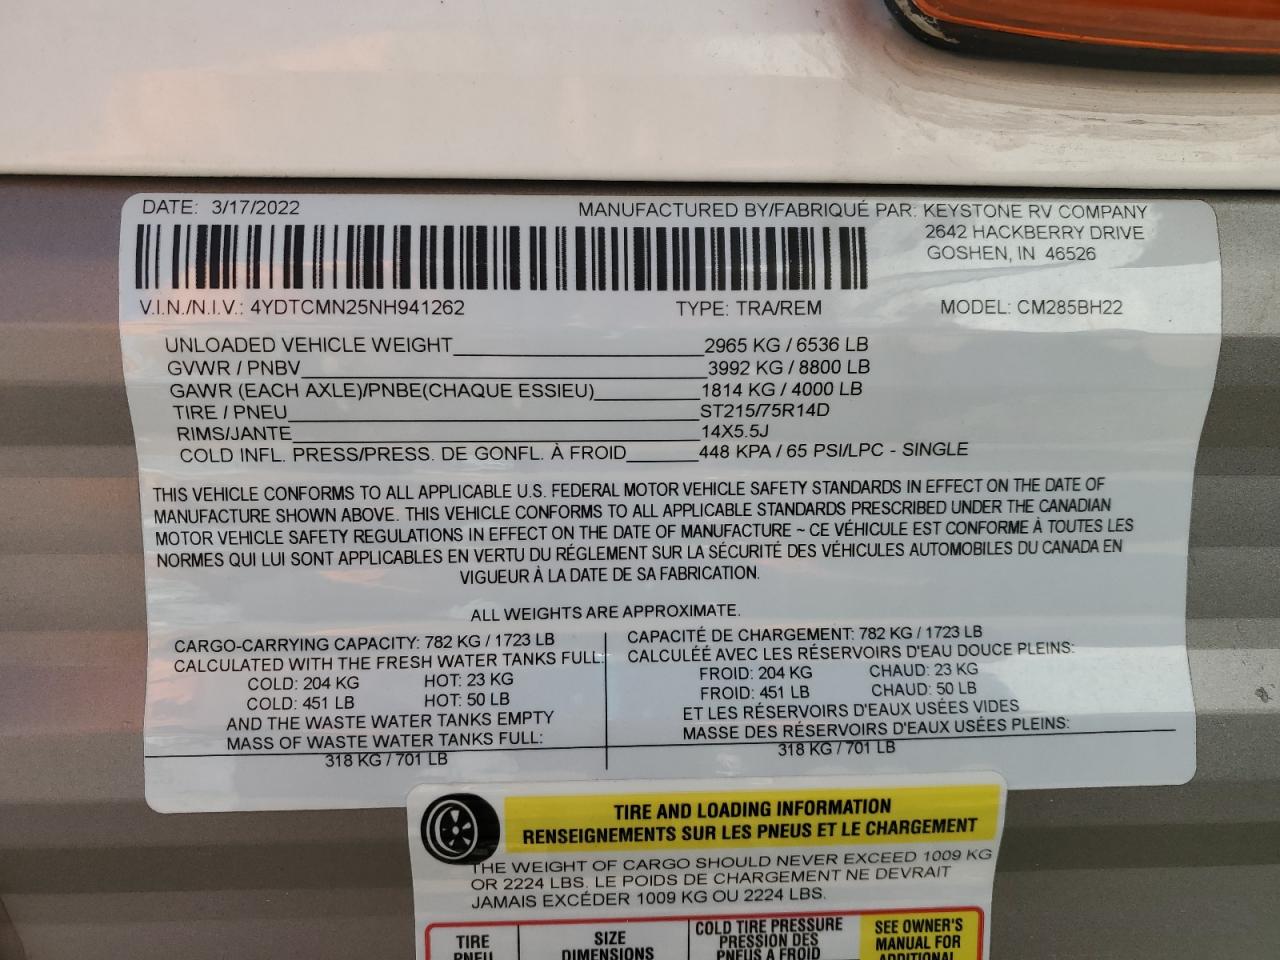 DATE: 3/17/2022
MANUFACTURED BY/FABRIQUÉ PAR: KEYSTONE RV COMPANY
2642 HACKBERRY DRIVE
GOSHEN, IN 46526
V.I.N./N.I.V.: 4YDTCMN25NH941262 TYPE: TRA/REM MODEL: CM285BH22
UNLOADED VEHICLE WEIGHT 2965 KG / 6536 LB
GVWR / PNBV 3992 KG / 8800 LB
GAWR (EACH AXLE)/PNBE(CHAQUE ESSIEU) 1814 KG / 4000 LB
TIRE / PNEU ST215/75R14D
RIMS/JANTE 14X5.5J
COLD INFL. PRESS/PRESS. DE GONFL. À FROID 448 KPA / 65 PSI/LPC - SINGLE
THIS VEHICLE CONFORMS TO ALL APPLICABLE U.S. FEDERAL MOTOR VEHICLE SAFETY STANDARDS IN EFFECT ON THE DATE OF
MANUFACTURE SHOWN ABOVE. THIS VEHICLE CONFORMS TO ALL APPLICABLE STANDARDS PRESCRIBED UNDER THE CANADIAN
MOTOR VEHICLE SAFETY REGULATIONS IN EFFECT ON THE DATE OF MANUFACTURE ~ CE VÉHICULE EST CONFORME À TOUTES LES
NORMES QUI LUI SONT APPLICABLES EN VERTU DU RÉGLEMENT SUR LA SÉCURITÉ DES VÉHICULES AUTOMOBILES DU CANADA EN
VIGUEUR À LA DATE DE SA FABRICATION.
ALL WEIGHTS ARE APPROXIMATE.
CARGO-CARRYING CAPACITY: 782 KG / 1723 LB
CALCULATED WITH THE FRESH WATER TANKS FULL:
COLD: 204 KG HOT: 23 KG
COLD: 451 LB HOT: 50 LB
AND THE WASTE WATER TANKS EMPTY
MASS OF WASTE WATER TANKS FULL:
318 KG / 701 LB
CAPACITÉ DE CHARGEMENT: 782 KG / 1723 LB
CALCULÉE AVEC LES RÉSERVOIRS D'EAU DOUCE PLEINS:
FROID: 204 KG CHAUD: 23 KG
FROID: 451 LB CHAUD: 50 LB
ET LES RÉSERVOIRS D'EAUX USÉES VIDES
MASSE DES RÉSERVOIRS D'EAUX USÉES PLEINS:
318 KG / 701 LB
TIRE AND LOADING INFORMATION
RENSEIGNEMENTS SUR LES PNEUS ET LE CHARGEMENT
THE WEIGHT OF CARGO SHOULD NEVER EXCEED 1009 KG
OR 2224 LBS. LE POIDS DE CHARGEMENT NE DEVRAIT
JAMAIS EXCÉDER 1009 KG OU 2224 LBS.
TIRE
PNEU
SIZE
DIMENSIONS
COLD TIRE PRESSURE
PRESSION DES
PNEUS A FROID
SEE OWNER'S
MANUAL FOR
ADDITIONAL